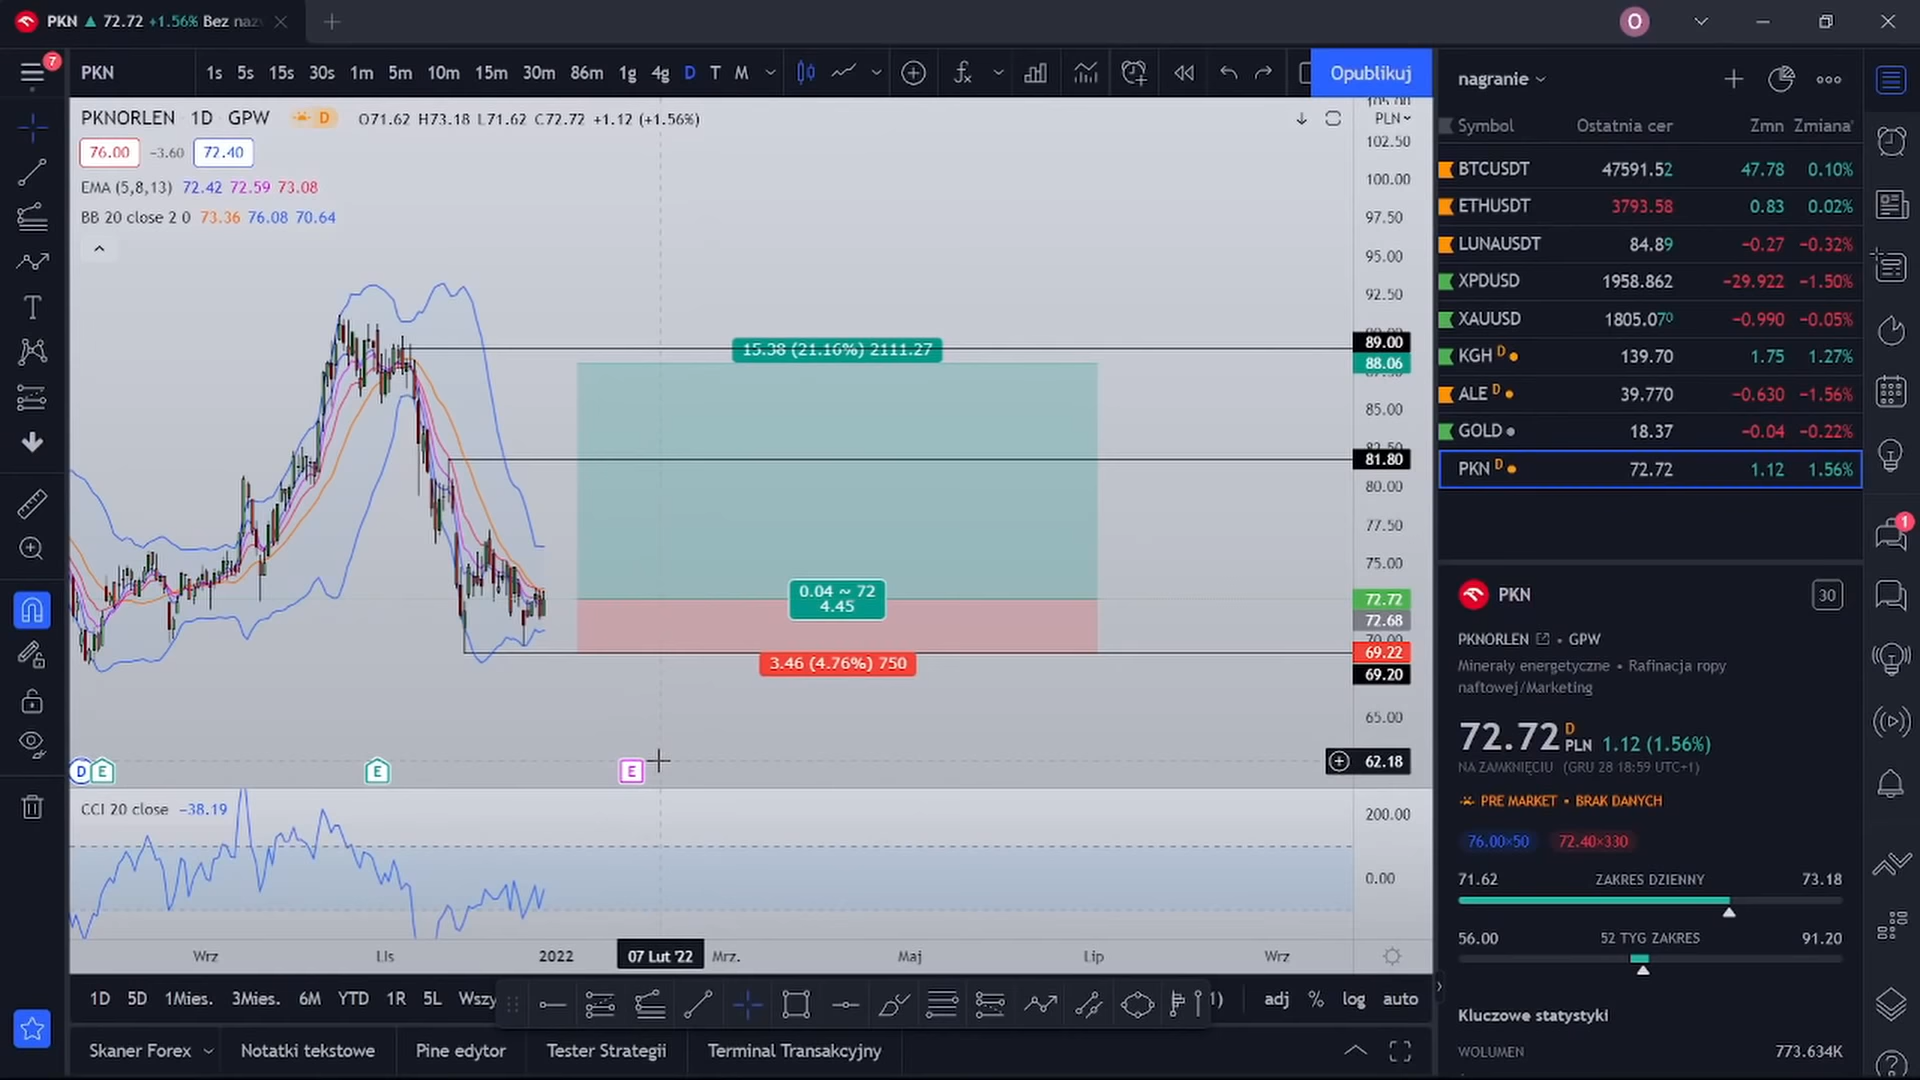 PKN ▲ 72.72 +1.56% Bez naz
O
7
PKN 1s 5s 15s 30s 1m 5m 10m 15m 30m 86m 1g 4g D T M
Opublikuj
nagranie
PKNORLEN 1D GPW D O71.62 H73.18 L71.62 C72.72 +1.12 (+1.56%)
76.00 −3.60 72.40
EMA (5,8,13) 72.42 72.59 73.08
BB 20 close 2 0 73.36 76.08 70.64
PLN
105.00
102.50
100.00
97.50
95.00
92.50
89.00
88.06
85.00
82.50
81.80
80.00
77.50
75.00
72.72
72.68
70.00
69.22
69.20
65.00
62.18
15.38 (21.16%) 2111.27
0.04 ~ 72
4.45
3.46 (4.76%) 750
D E E E
CCI 20 close −38.19
200.00
0.00
Wrz Lis 2022 07 Lut '22 Mrz. Maj Lip Wrz
1D 5D 1Mies. 3Mies. 6M YTD 1R 5L Wszy
1) adj % log auto
Skaner Forex Notatki tekstowe Pine edytor Tester Strategii Terminal Transakcyjny
Symbol Ostatnia cer Zmn Zmiana
BTCUSDT 47591.52 47.78 0.10%
ETHUSDT 3793.58 0.83 0.02%
LUNAUSDT 84.89 −0.27 −0.32%
XPDUSD 1958.862 −29.922 −1.50%
XAUUSD 1805.070 −0.990 −0.05%
KGH D 139.70 1.75 1.27%
ALE D 39.770 −0.630 −1.56%
GOLD 18.37 −0.04 −0.22%
PKN D 72.72 1.12 1.56%
1
PKN 30
PKNORLEN • GPW
Minerały energetyczne • Rafinacja ropy
naftowej/Marketing
72.72 D PLN 1.12 (1.56%)
NA ZAMKNIĘCIU (GRU 28 18:59 UTC+1)
PRE MARKET • BRAK DANYCH
76.00×50 72.40×330
71.62 ZAKRES DZIENNY 73.18
56.00 52 TYG ZAKRES 91.20
Kluczowe statystyki
WOLUMEN 773.634K